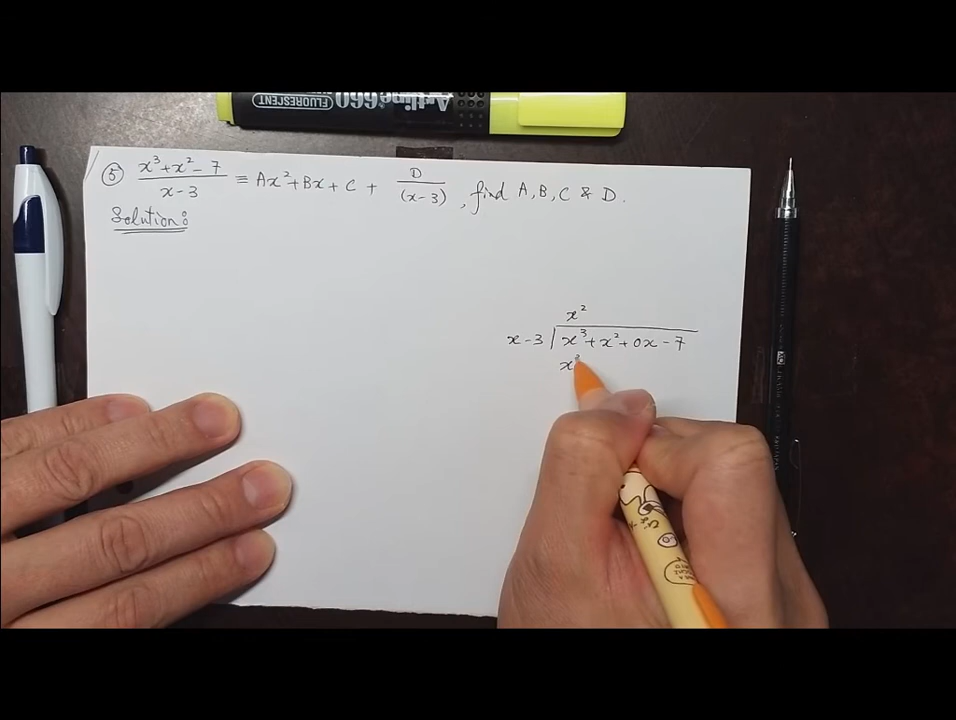 Artline 660 FLUORESCENT
⑤ x³+x²-7 / x-3 ≡ Ax²+Bx+C + D/(x-3) , find A, B, C & D.
Solution:
x²
x-3 | x³+x²+0x-7
x³